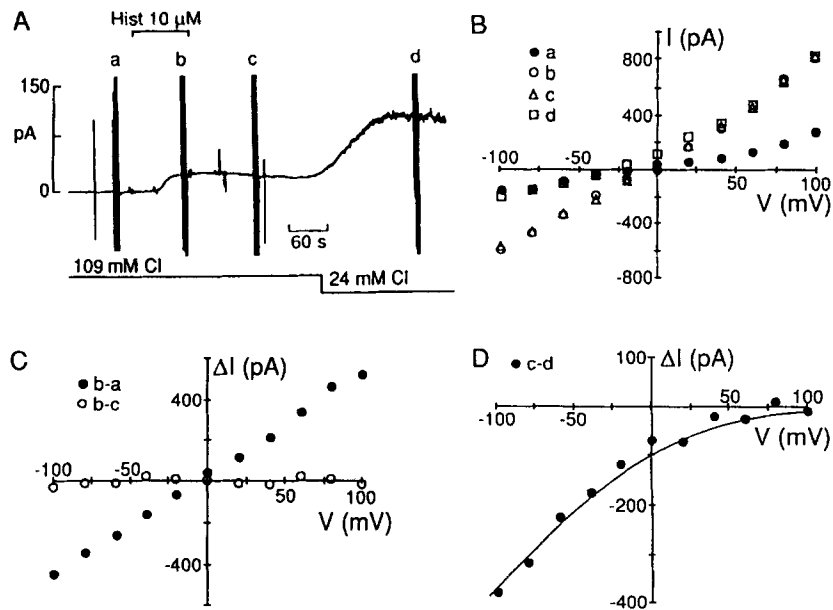 A
Hist 10 µM
a b c d
150
pA
0
60 s
109 mM Cl
24 mM Cl
B
I (pA)
a
b
c
d
800
400
-100
-50
50
100
V (mV)
-400
-800
C
ΔI (pA)
b-a
b-c
400
-100
-50
50
100
V (mV)
-400
D
ΔI (pA)
c-d
100
-100
-50
50
100
V (mV)
-200
-400